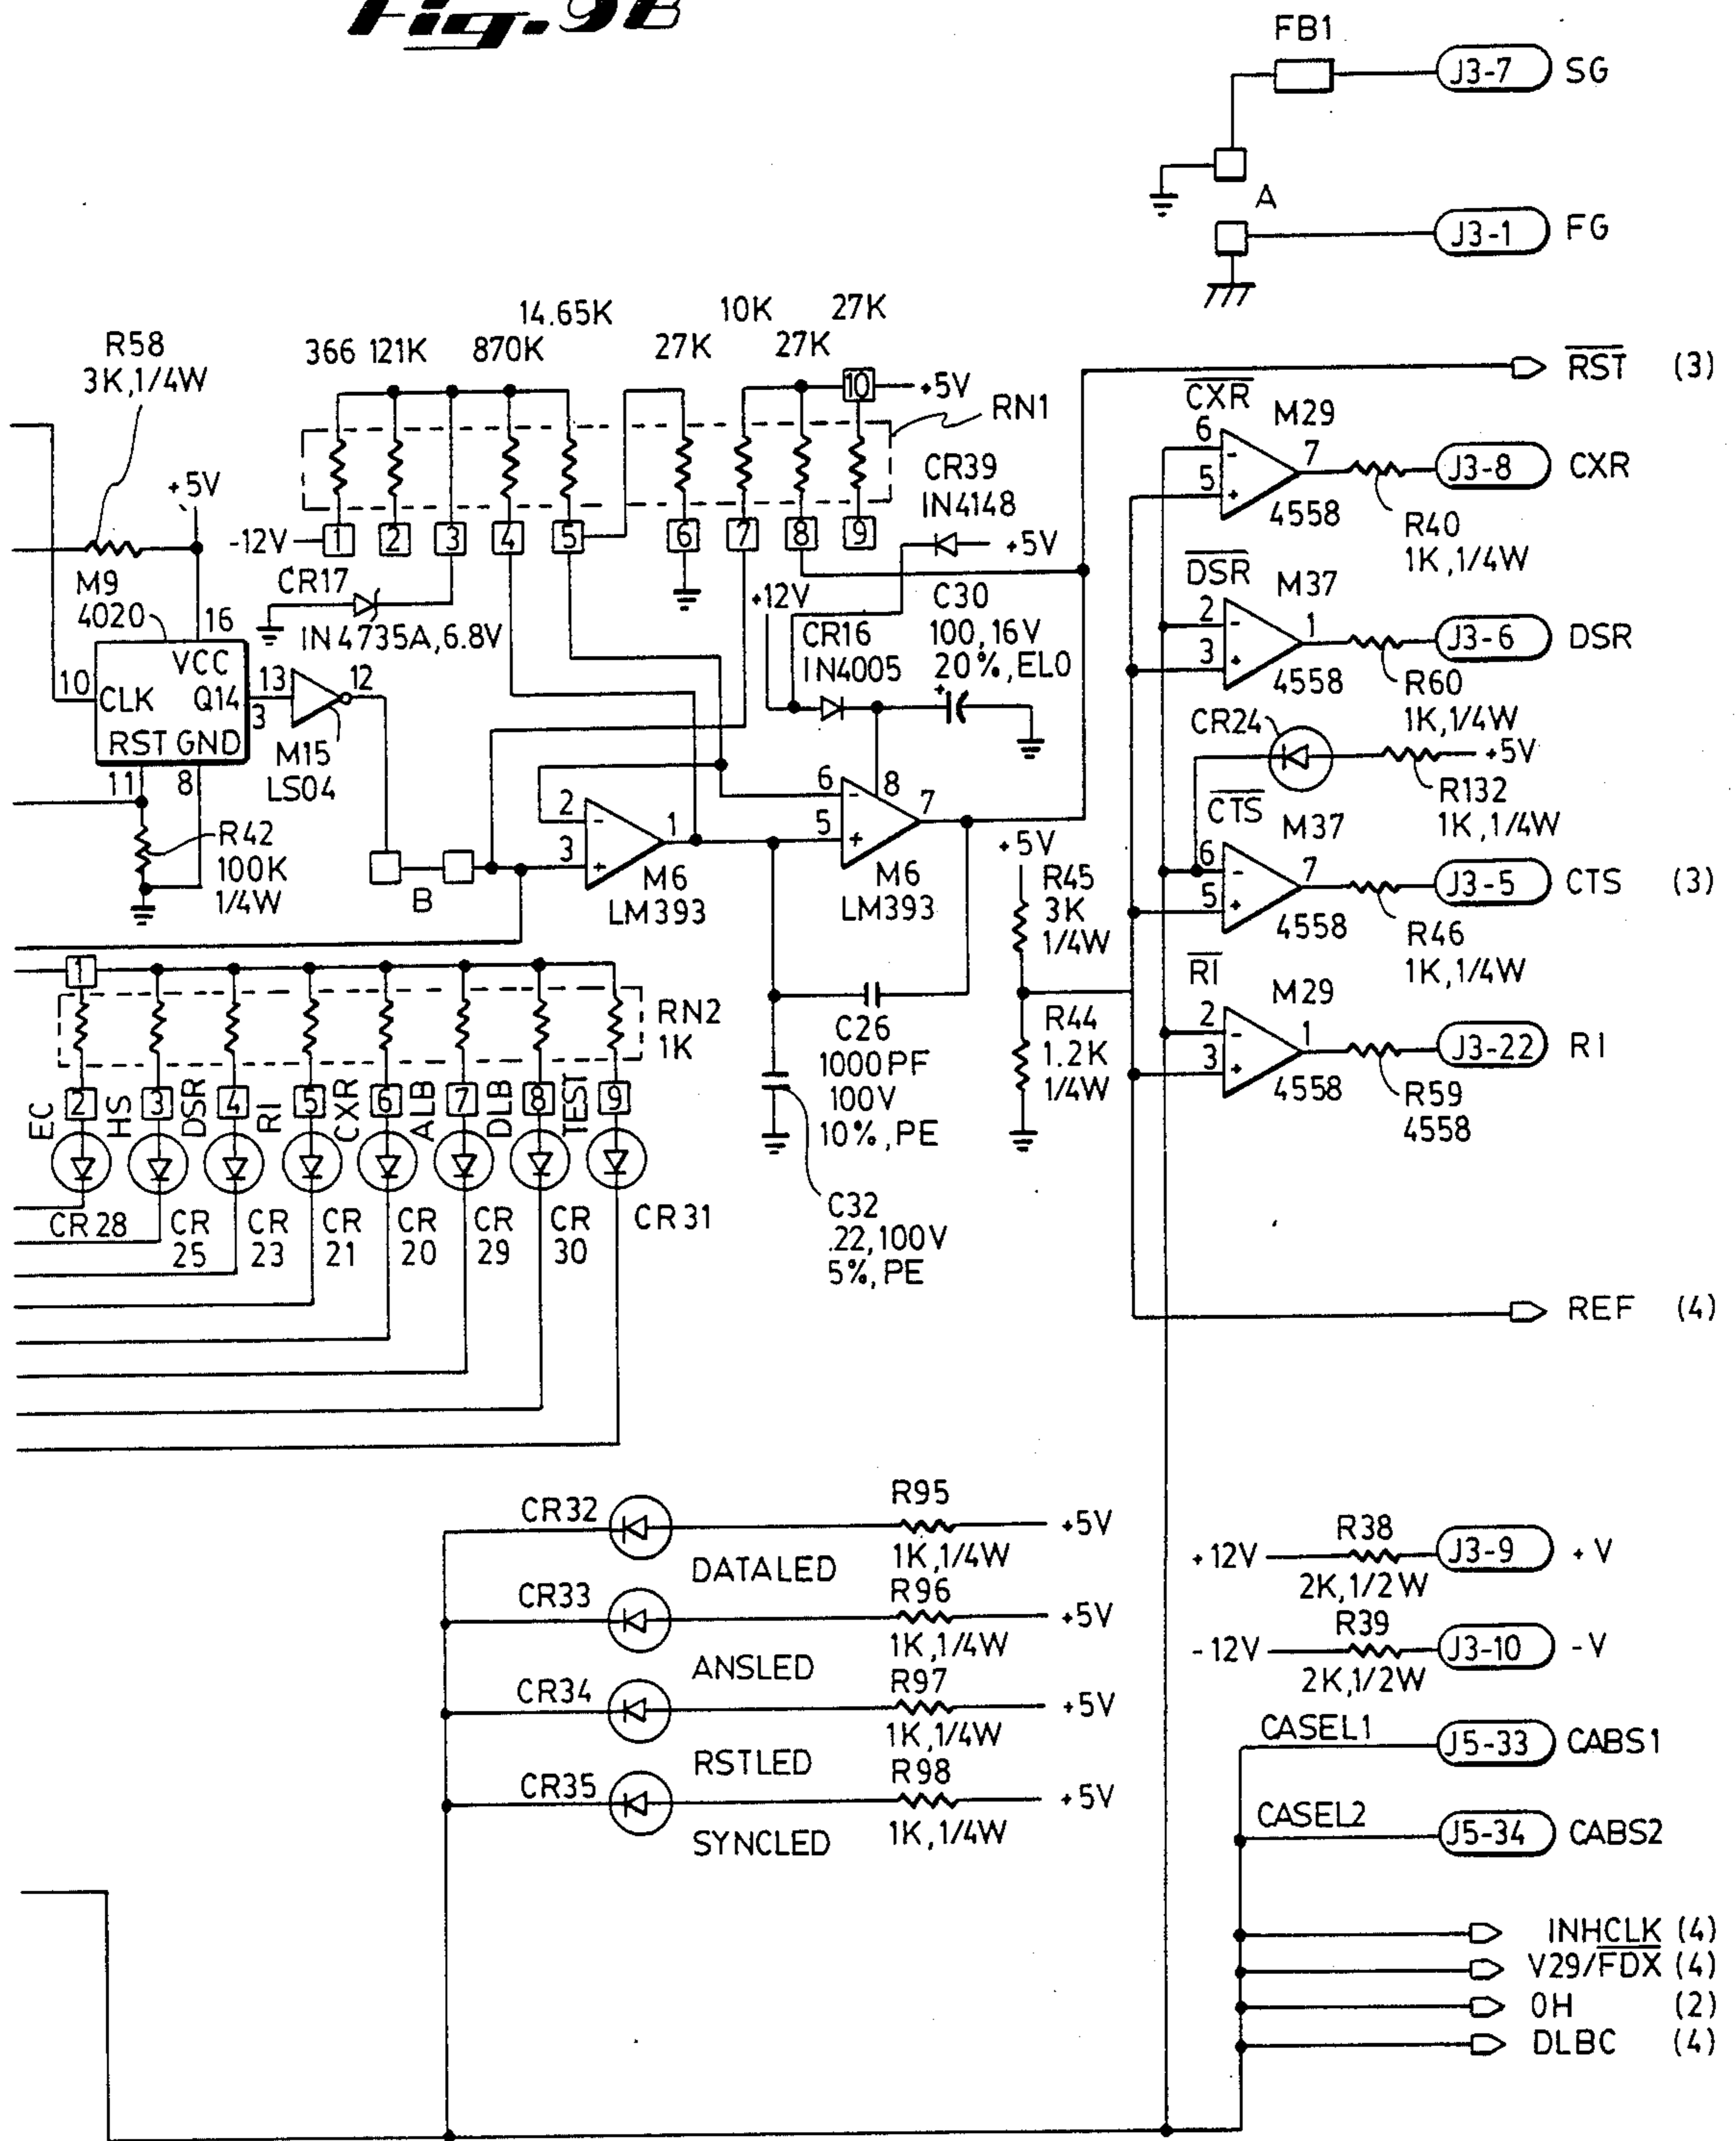 Fig. 9B
FB1
J3-7 SG
A
J3-1 FG
14.65K 10K 27K
R58
3K,1/4W
366 121K 870K 27K 27K
10 +5V
RN1
RST (3)
CXR
M29
6 -
7
5 +
4558
J3-8 CXR
R40
1K,1/4W
+5V
-12V 1 2 3 4 5 6 7 8 9
CR39
IN4148
+5V
M9
4020
CR17
IN4735A,6.8V
16
VCC
10 CLK Q14 13 12
3
RST GND
11 8
M15
LS04
R42
100K
1/4W
B
+12V
CR16
IN4005
C30
100,16V
20%,EL0
+
DSR
M37
2 -
1
3 +
4558
J3-6 DSR
R60
1K,1/4W
CR24
+5V
R132
1K,1/4W
2 -
1
3 +
M6
LM393
6 -
8
7
5 +
M6
LM393
CTS
M37
6 -
7
5 +
4558
J3-5 CTS (3)
R46
1K,1/4W
+5V
R45
3K
1/4W
R44
1.2K
1/4W
RI
M29
2 -
1
3 +
4558
J3-22 RI
R59
4558
1
RN2
1K
EC 2 HS 3 DSR 4 RI 5 CXR 6 ALB 7 DLB 8 TEST 9
C26
1000PF
100V
10%,PE
C32
.22,100V
5%,PE
CR28 CR CR CR CR CR CR CR31
25 23 21 20 29 30
REF (4)
CR32
R95
+5V
DATALED
1K,1/4W
CR33
R96
+5V
ANSLED
1K,1/4W
CR34
R97
+5V
RSTLED
1K,1/4W
CR35
R98
+5V
SYNCLED
1K,1/4W
+12V R38 J3-9 +V
2K,1/2W
-12V R39 J3-10 -V
2K,1/2W
CASEL1 J5-33 CABS1
CASEL2 J5-34 CABS2
INHCLK (4)
V29/FDX (4)
OH (2)
DLBC (4)